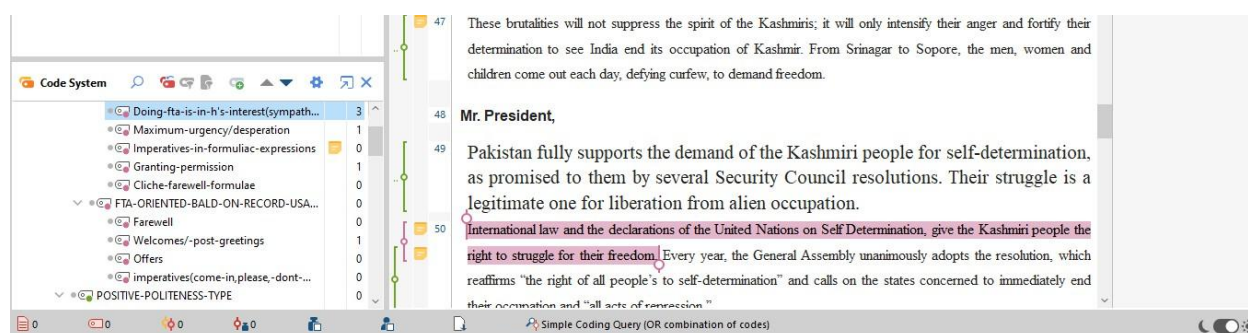 Code System
Doing-fta-is-in-h's-interest(sympath... 3
Maximum-urgency/desperation 1
Imperatives-in-formuliac-expressions 0
Granting-permission 1
Cliche-farewell-formulae 0
FTA-ORIENTED-BALD-ON-RECORD-USA... 0
Farewell 0
Welcomes/-post-greetings 1
Offers 0
imperatives(come-in,please,-dont-... 0
POSITIVE-POLITENESS-TYPE 0
47 These brutalities will not suppress the spirit of the Kashmiris; it will only intensify their anger and fortify their
determination to see India end its occupation of Kashmir. From Srinagar to Sopore, the men, women and
children come out each day, defying curfew, to demand freedom.
48 Mr. President,
49 Pakistan fully supports the demand of the Kashmiri people for self-determination,
as promised to them by several Security Council resolutions. Their struggle is a
legitimate one for liberation from alien occupation.
50 International law and the declarations of the United Nations on Self Determination, give the Kashmiri people the
right to struggle for their freedom. Every year, the General Assembly unanimously adopts the resolution, which
reaffirms “the right of all people's to self-determination” and calls on the states concerned to immediately end
their occupation and “all acts of repression.”
0 0 0 0 Simple Coding Query (OR combination of codes)